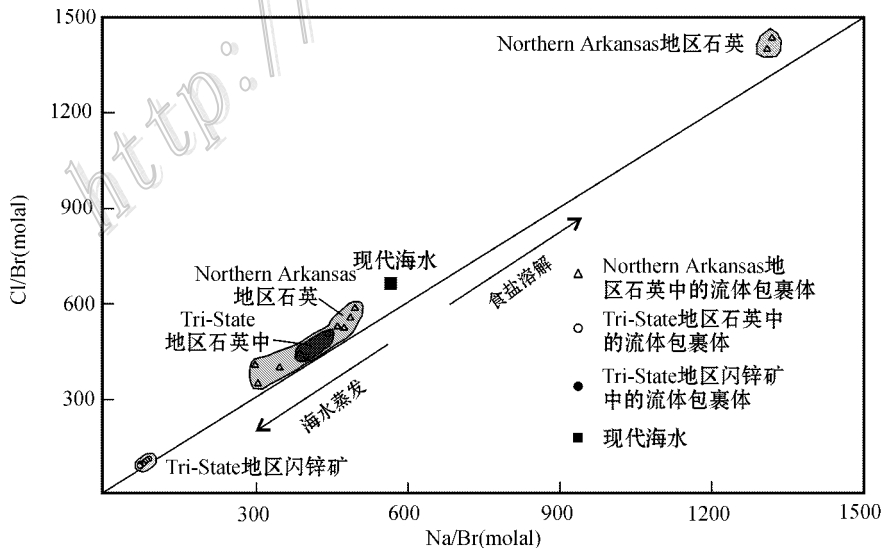 http://
1500
1200
900
600
300
Cl/Br(molal)
Northern Arkansas地区石英
现代海水
Northern Arkansas
地区石英
Tri-State
地区石英中
食盐溶解
海水蒸发
Tri-State地区闪锌矿
Northern Arkansas地
区石英中的流体包裹体
Tri-State地区石英中
的流体包裹体
Tri-State地区闪锌矿
中的流体包裹体
现代海水
300
600
900
1200
1500
Na/Br(molal)